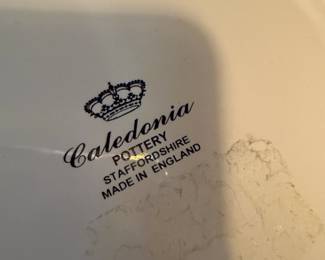 Caledonia
POTTERY
STAFFORDSHIRE
MADE IN ENGLAND